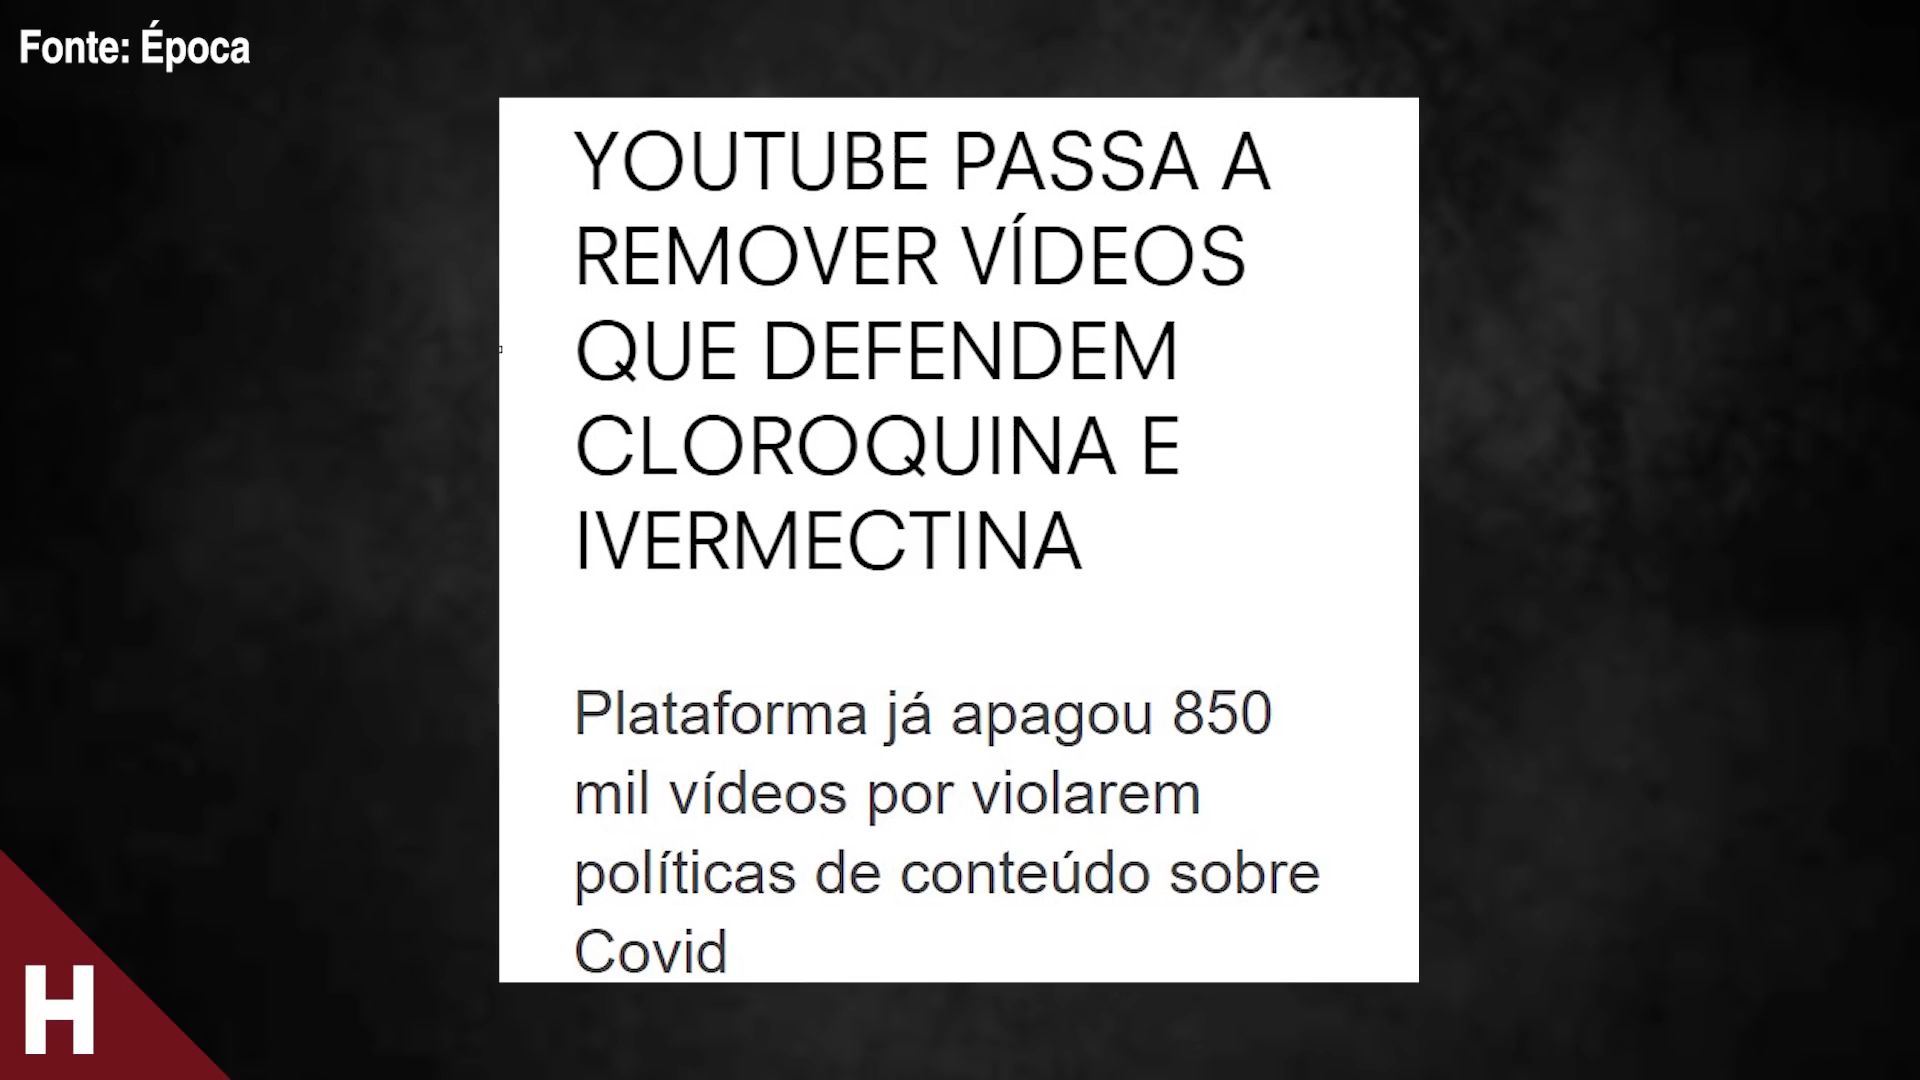 Fonte: Época
YOUTUBE PASSA A
REMOVER VÍDEOS
QUE DEFENDEM
CLOROQUINA E
IVERMECTINA
Plataforma já apagou 850
mil vídeos por violarem
políticas de conteúdo sobre
Covid
H